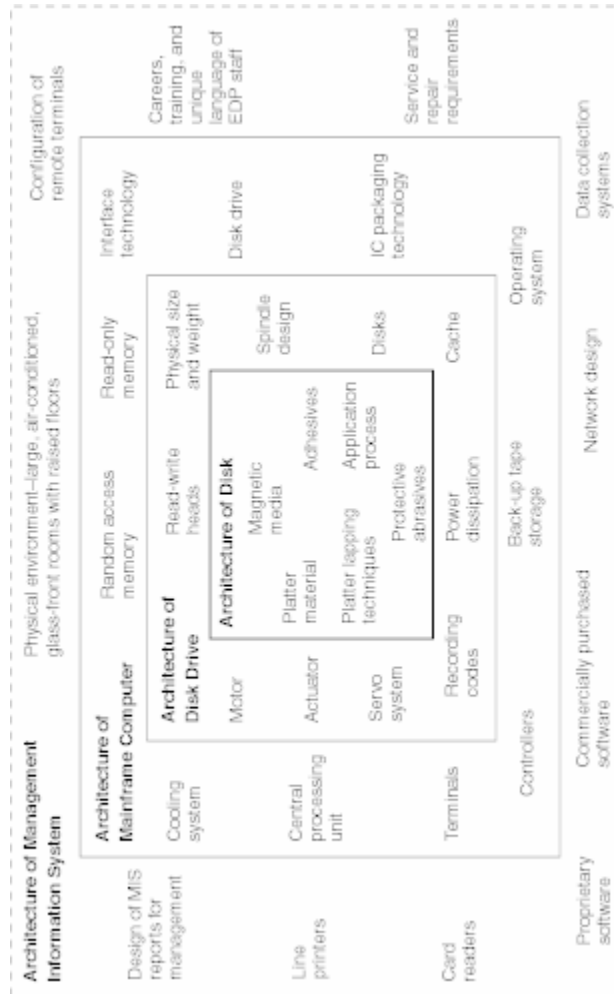 Architecture of Management
Information System
Physical environment–large, air-conditioned,
glass-front rooms with raised floors
Configuration of
remote terminals
Design of MIS
reports for
management
Line
printers
Card
readers
Careers,
training, and
unique
language of
EDP staff
Service and
repair
requirements
Proprietary
software
Commercially purchased
software
Network design
Data collection
systems
Architecture of
Mainframe Computer
Random access
memory
Read-only
memory
Interface
technology
Cooling
system
Central
processing
unit
Terminals
Disk drive
IC packaging
technology
Controllers
Back-up tape
storage
Operating
system
Architecture of
Disk Drive
Read-write
heads
Physical size
and weight
Motor
Actuator
Servo
system
Spindle
design
Disks
Recording
codes
Power
dissipation
Cache
Architecture of Disk
Magnetic
media
Platter
material
Adhesives
Platter lapping
techniques
Application
process
Protective
abrasives